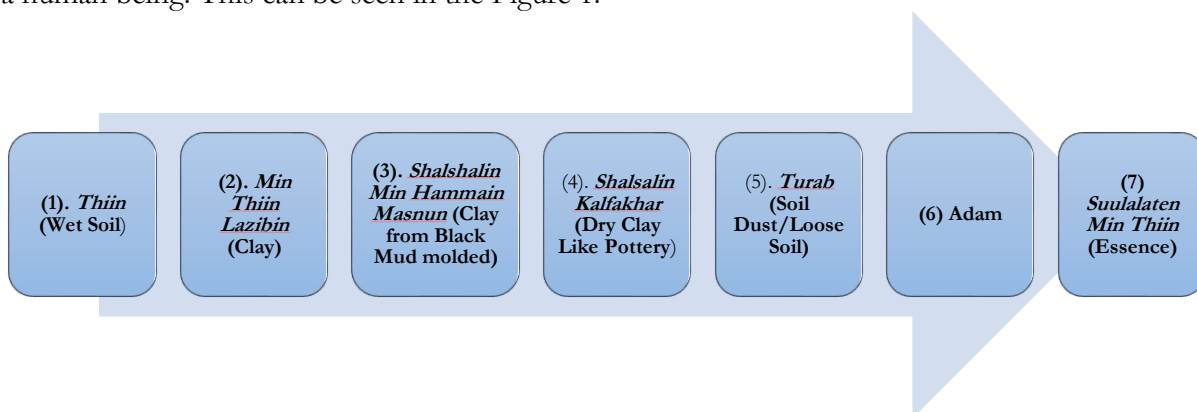 a human being. This can be seen in the Figure 1.
(1). Thiin
(Wet Soil)
(2). Min
Thiin
Lazibin
(Clay)
(3). Shalshalin
Min Hammain
Masnun (Clay
from Black
Mud molded)
(4). Shalsalin
Kalfakhar
(Dry Clay
Like Pottery)
(5). Turab
(Soil
Dust/Loose
Soil)
(6) Adam
(7)
Suulalaten
Min Thiin
(Essence)